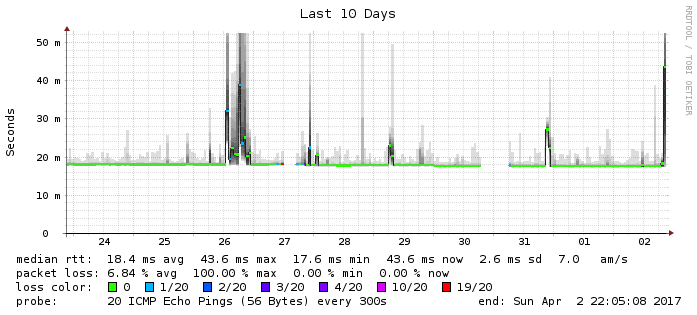 Last 10 Days
RRDTOOL / TOBI OETIKER
Seconds
50 m
40 m
30 m
20 m
10 m
0
24 25 26 27 28 29 30 31 01 02
median rtt: 18.4 ms avg 43.6 ms max 17.6 ms min 43.6 ms now 2.6 ms sd 7.0 am/s
packet loss: 6.84 % avg 100.00 % max 0.00 % min 0.00 % now
loss color: 0 1/20 2/20 3/20 4/20 10/20 19/20
probe: 20 ICMP Echo Pings (56 Bytes) every 300s end: Sun Apr 2 22:05:08 2017